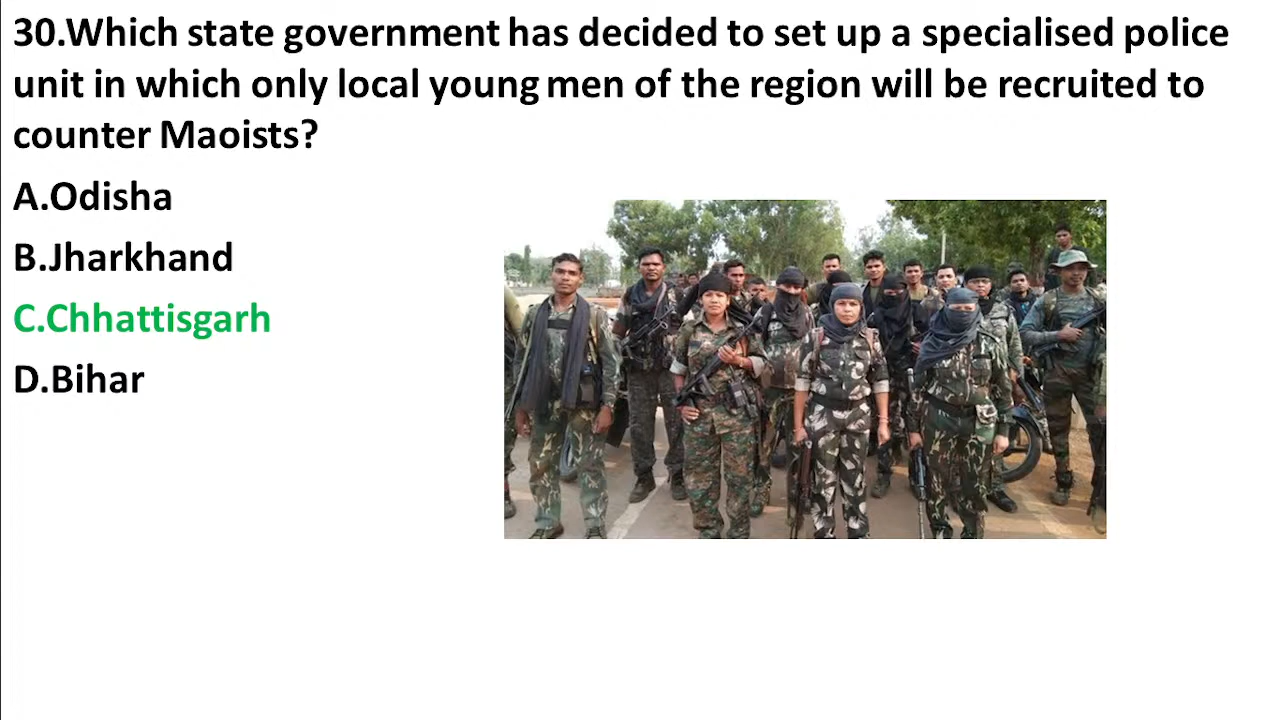 30.Which state government has decided to set up a specialised police
unit in which only local young men of the region will be recruited to
counter Maoists?
A.Odisha
B.Jharkhand
C.Chhattisgarh
D.Bihar